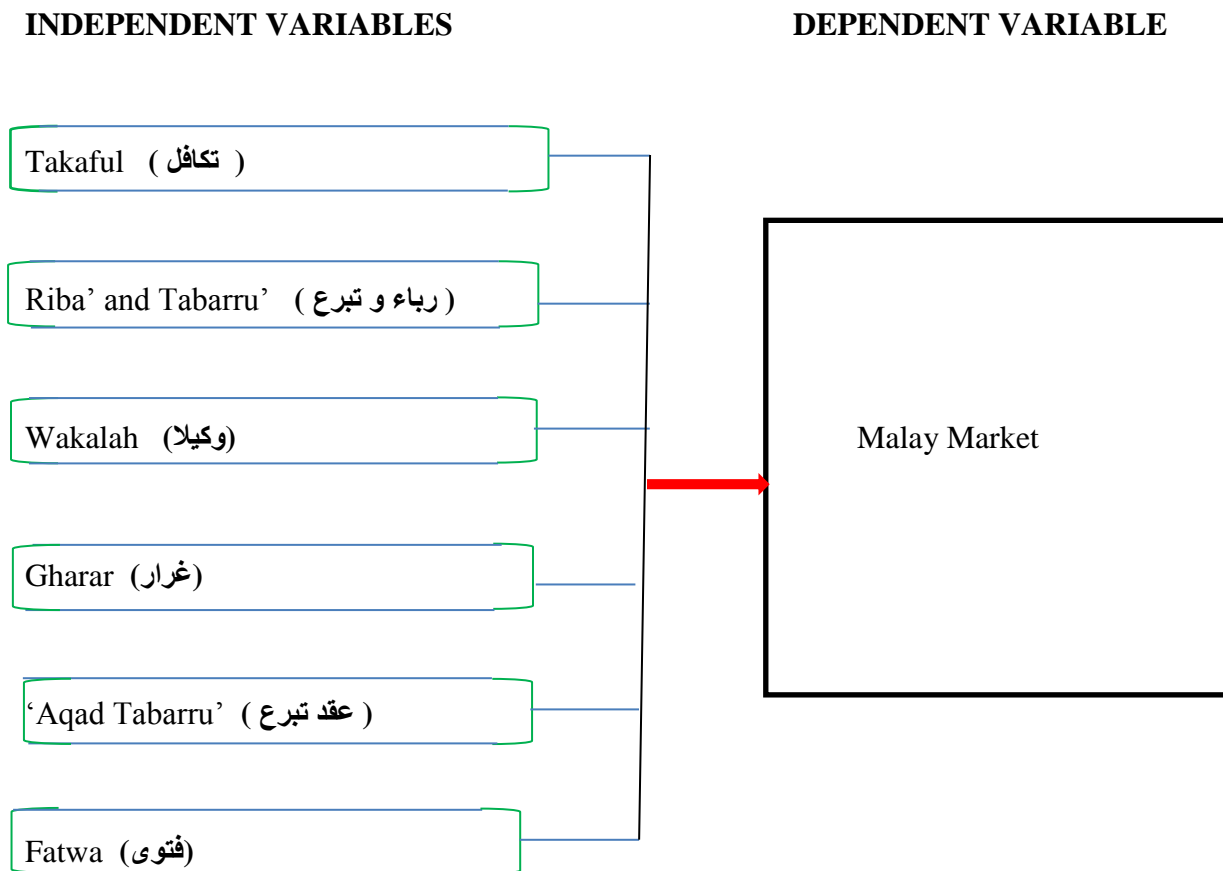 INDEPENDENT VARIABLES
DEPENDENT VARIABLE
Takaful ( تكافل )
Riba’ and Tabarru’ ( رباء و تبرع )
Wakalah (وكيلا)
Malay Market
Gharar (غرار)
‘Aqad Tabarru’ ( عقد تبرع )
Fatwa (فتوى)